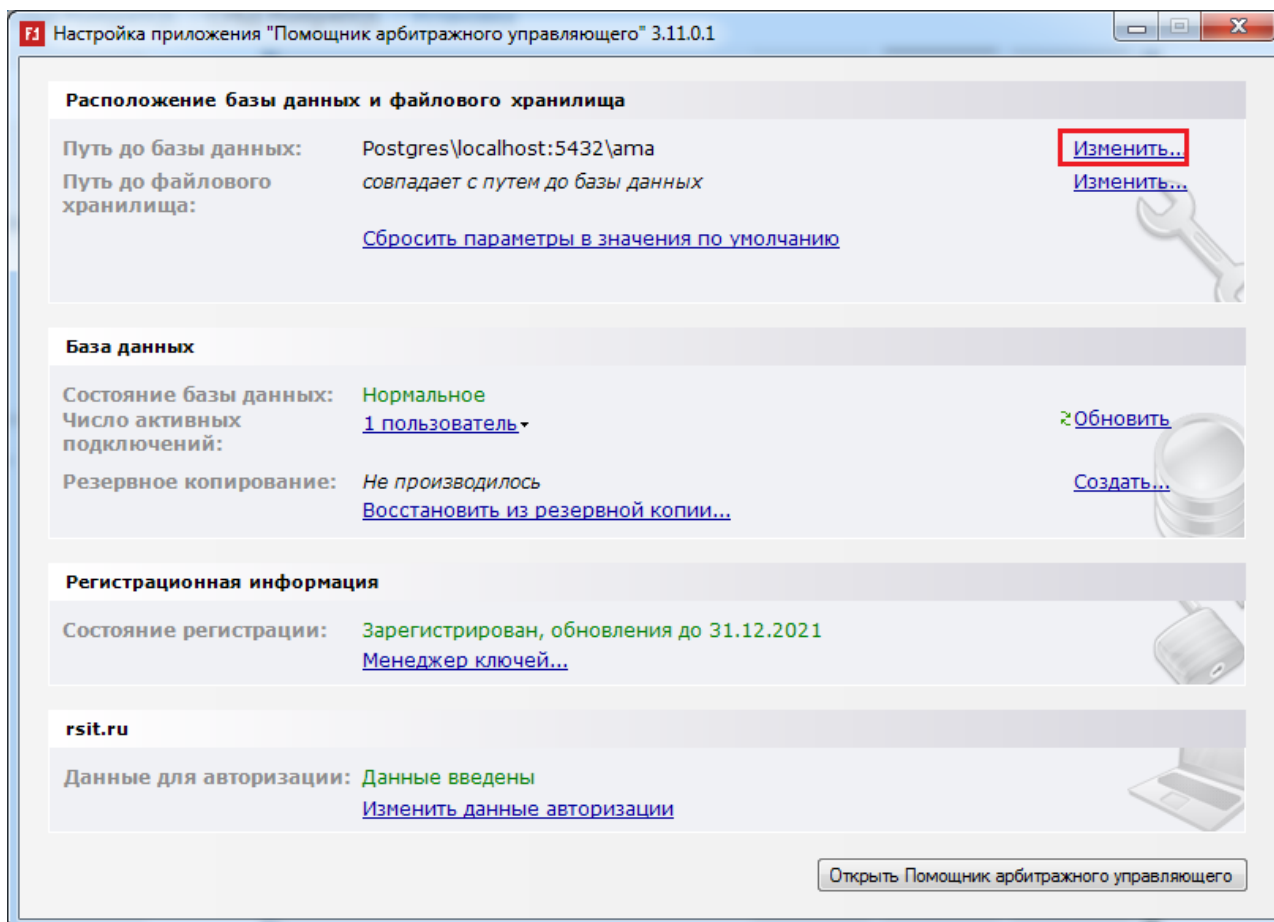 Настройка приложения "Помощник арбитражного управляющего" 3.11.0.1
Расположение базы данных и файлового хранилища
Путь до базы данных: Postgres\localhost:5432\ama Изменить...
Путь до файлового хранилища: совпадает с путем до базы данных Изменить...
Сбросить параметры в значения по умолчанию
База данных
Состояние базы данных: Нормальное
Число активных подключений: 1 пользователь Обновить
Резервное копирование: Не производилось Создать...
Восстановить из резервной копии...
Регистрационная информация
Состояние регистрации: Зарегистрирован, обновления до 31.12.2021
Менеджер ключей...
rsit.ru
Данные для авторизации: Данные введены
Изменить данные авторизации
Открыть Помощник арбитражного управляющего